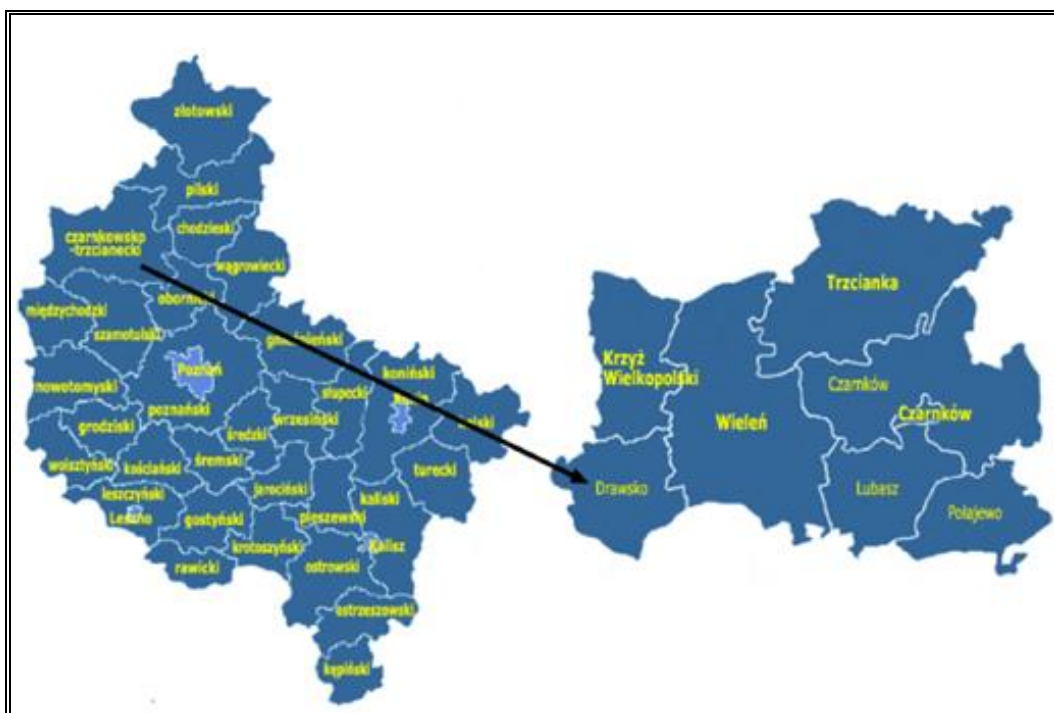 złotowski
pilski
chodzieski
czarnkowsko
-trzcianecki
wągrowiecki
międzychodzki
szamotulski
gnieźnieński
nowotomyski
Poznań
poznański
koniński
słupecki
wrzesiński
grodziski
średzki
wolsztyński
kościański
śremski
turecki
leszczyński
Leszno
jarociński
kaliski
gostyński
pleszewski
krotoszyński
Kalisz
rawicki
ostrowski
ostrzeszowski
kępiński
Trzcianka
Krzyż
Wielkopolski
Czarnków
Czarnków
Wieleń
Drawsko
Lubasz
Połajewo